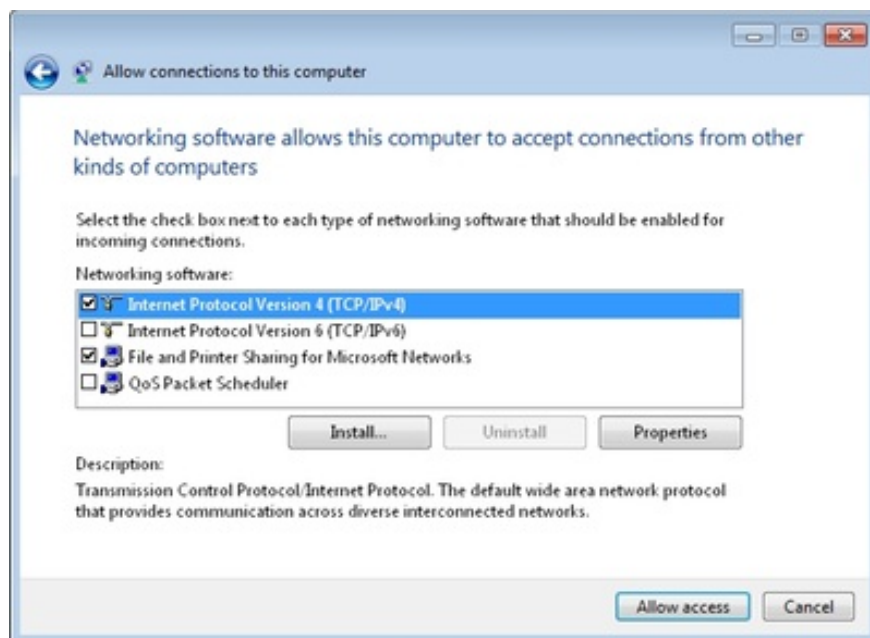 Allow connections to this computer
Networking software allows this computer to accept connections from other
kinds of computers
Select the check box next to each type of networking software that should be enabled for
incoming connections.
Networking software:
Internet Protocol Version 4 (TCP/IPv4)
Internet Protocol Version 6 (TCP/IPv6)
File and Printer Sharing for Microsoft Networks
QoS Packet Scheduler
Install... Uninstall Properties
Description:
Transmission Control Protocol/Internet Protocol. The default wide area network protocol
that provides communication across diverse interconnected networks.
Allow access Cancel